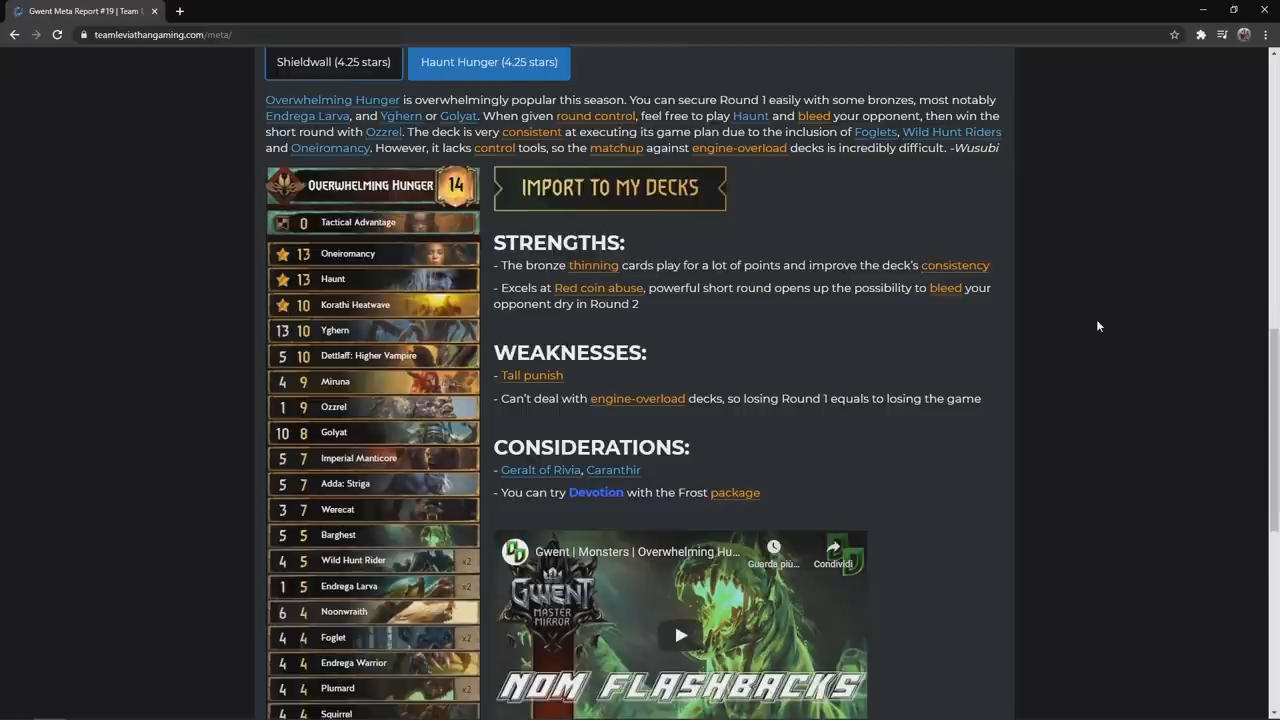 Gwent Meta Report #19 | Team
teamleviathangaming.com/meta/
Shieldwall (4.25 stars)
Haunt Hunger (4.25 stars)
Overwhelming Hunger is overwhelmingly popular this season. You can secure Round 1 easily with some bronzes, most notably
Endrega Larva, and Yghern or Golyat. When given round control, feel free to play Haunt and bleed your opponent, then win the
short round with Ozzrel. The deck is very consistent at executing its game plan due to the inclusion of Foglets, Wild Hunt Riders
and Oneiromancy. However, it lacks control tools, so the matchup against engine-overload decks is incredibly difficult. -Wusubi
OVERWHELMING HUNGER 14
0 Tactical Advantage
13 Oneiromancy
13 Haunt
10 Korathi Heatwave
13 10 Yghern
5 10 Dettlaff: Higher Vampire
4 9 Miruna
1 9 Ozzrel
10 8 Golyat
5 7 Imperial Manticore
5 7 Adda: Striga
3 7 Werecat
5 5 Barghest
4 5 Wild Hunt Rider x2
1 5 Endrega Larva x2
6 4 Noonwraith
4 4 Foglet x2
4 4 Endrega Warrior
4 4 Plumard x2
4 4 Squirrel
IMPORT TO MY DECKS
STRENGTHS:
- The bronze thinning cards play for a lot of points and improve the deck's consistency
- Excels at Red coin abuse, powerful short round opens up the possibility to bleed your
opponent dry in Round 2
WEAKNESSES:
- Tall punish
- Can't deal with engine-overload decks, so losing Round 1 equals to losing the game
CONSIDERATIONS:
- Geralt of Rivia, Caranthir
- You can try Devotion with the Frost package
Gwent | Monsters | Overwhelming Hu...
Guarda più...
Condividi
GWENT
MASTER
MIRROR
NOM FLASHBACKS